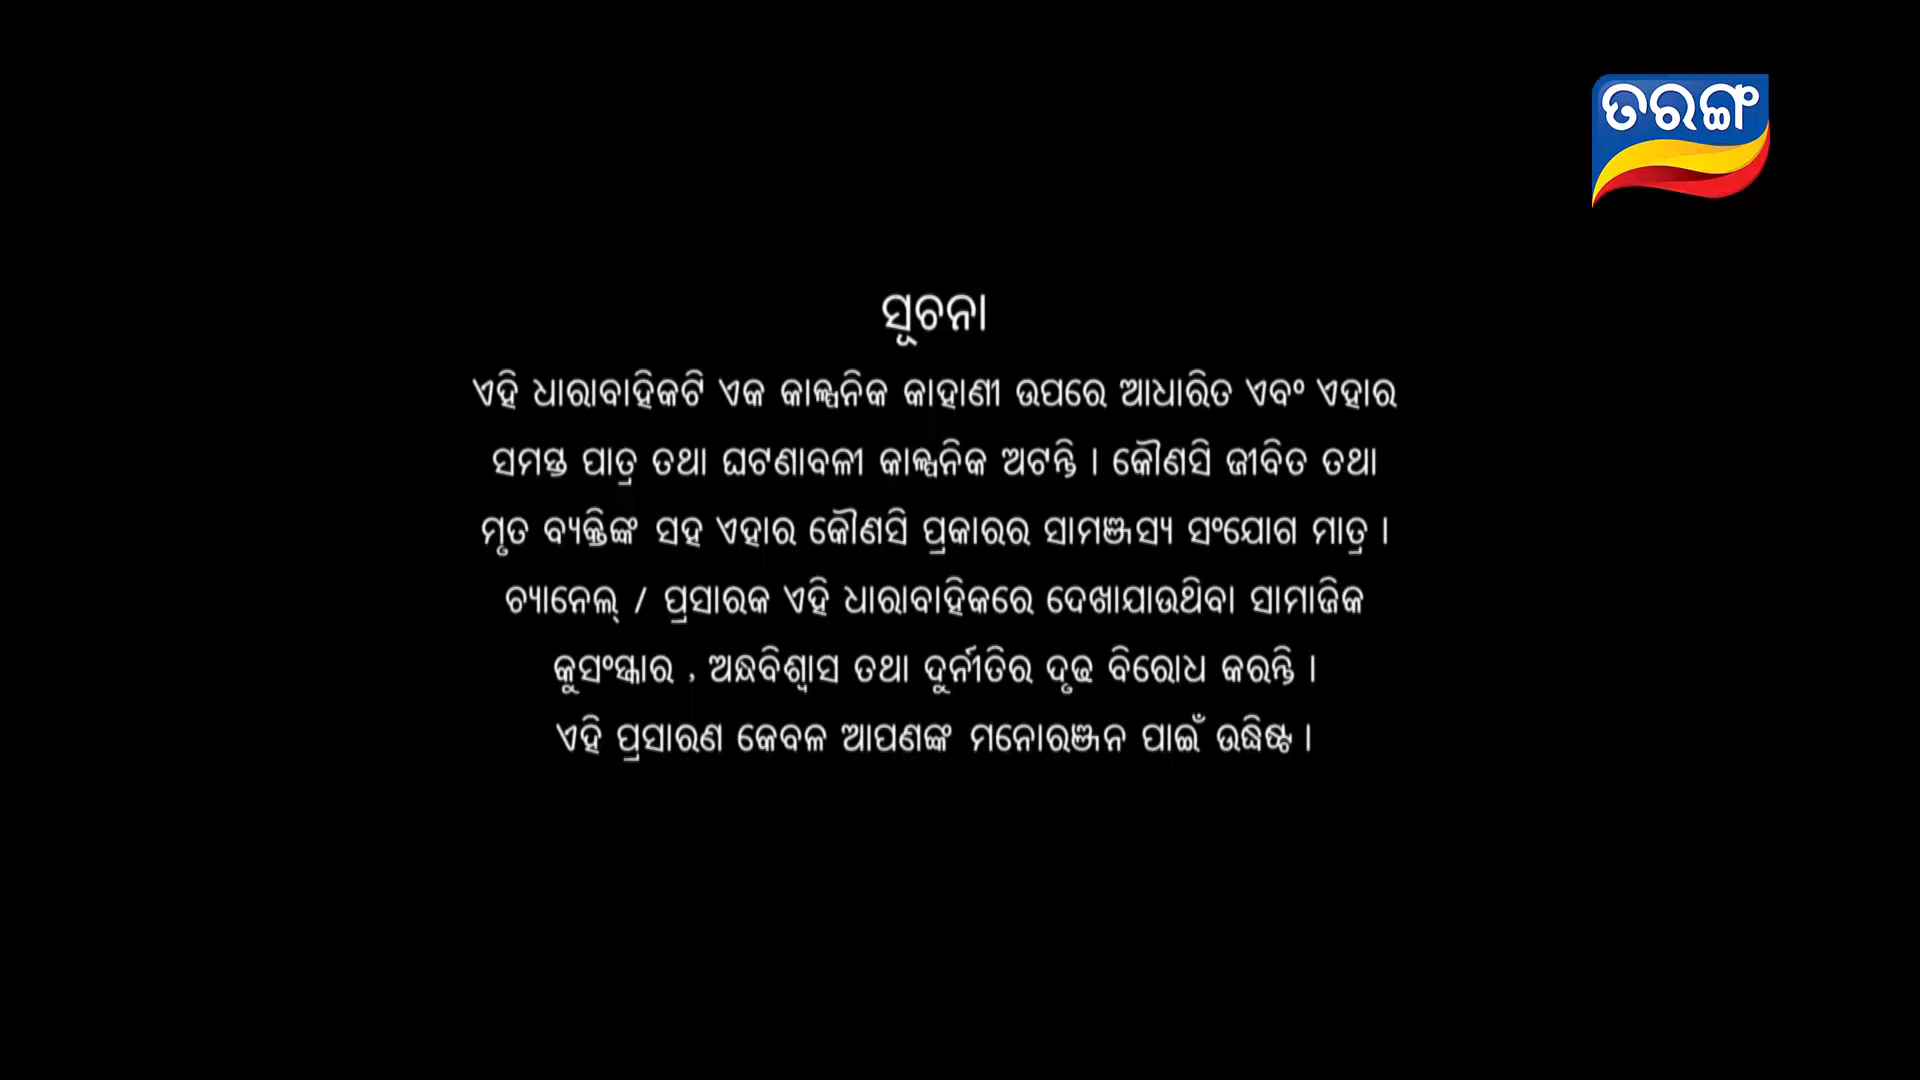 ତରଙ୍ଗ
ସୂଚନା
ଏହି ଧାରାବାହିକଟି ଏକ କାଳ୍ପନିକ କାହାଣୀ ଉପରେ ଆଧାରିତ ଏବଂ ଏହାର
ସମସ୍ତ ପାତ୍ର ତଥା ଘଟଣାବଳୀ କାଳ୍ପନିକ ଅଟନ୍ତି । କୌଣସି ଜୀବିତ ତଥା
ମୃତ ବ୍ୟକ୍ତିଙ୍କ ସହ ଏହାର କୌଣସି ପ୍ରକାରର ସାମଞ୍ଜସ୍ୟ ସଂଯୋଗ ମାତ୍ର ।
ଚ୍ୟାନେଲ୍ / ପ୍ରସାରକ ଏହି ଧାରାବାହିକରେ ଦେଖାଯାଉଥିବା ସାମାଜିକ
କୁସଂସ୍କାର , ଅନ୍ଧବିଶ୍ୱାସ ତଥା ଦୁର୍ନୀତିର ଦୃଢ ବିରୋଧ କରନ୍ତି ।
ଏହି ପ୍ରସାରଣ କେବଳ ଆପଣଙ୍କ ମନୋରଞ୍ଜନ ପାଇଁ ଉଦ୍ଧିଷ୍ଟ ।